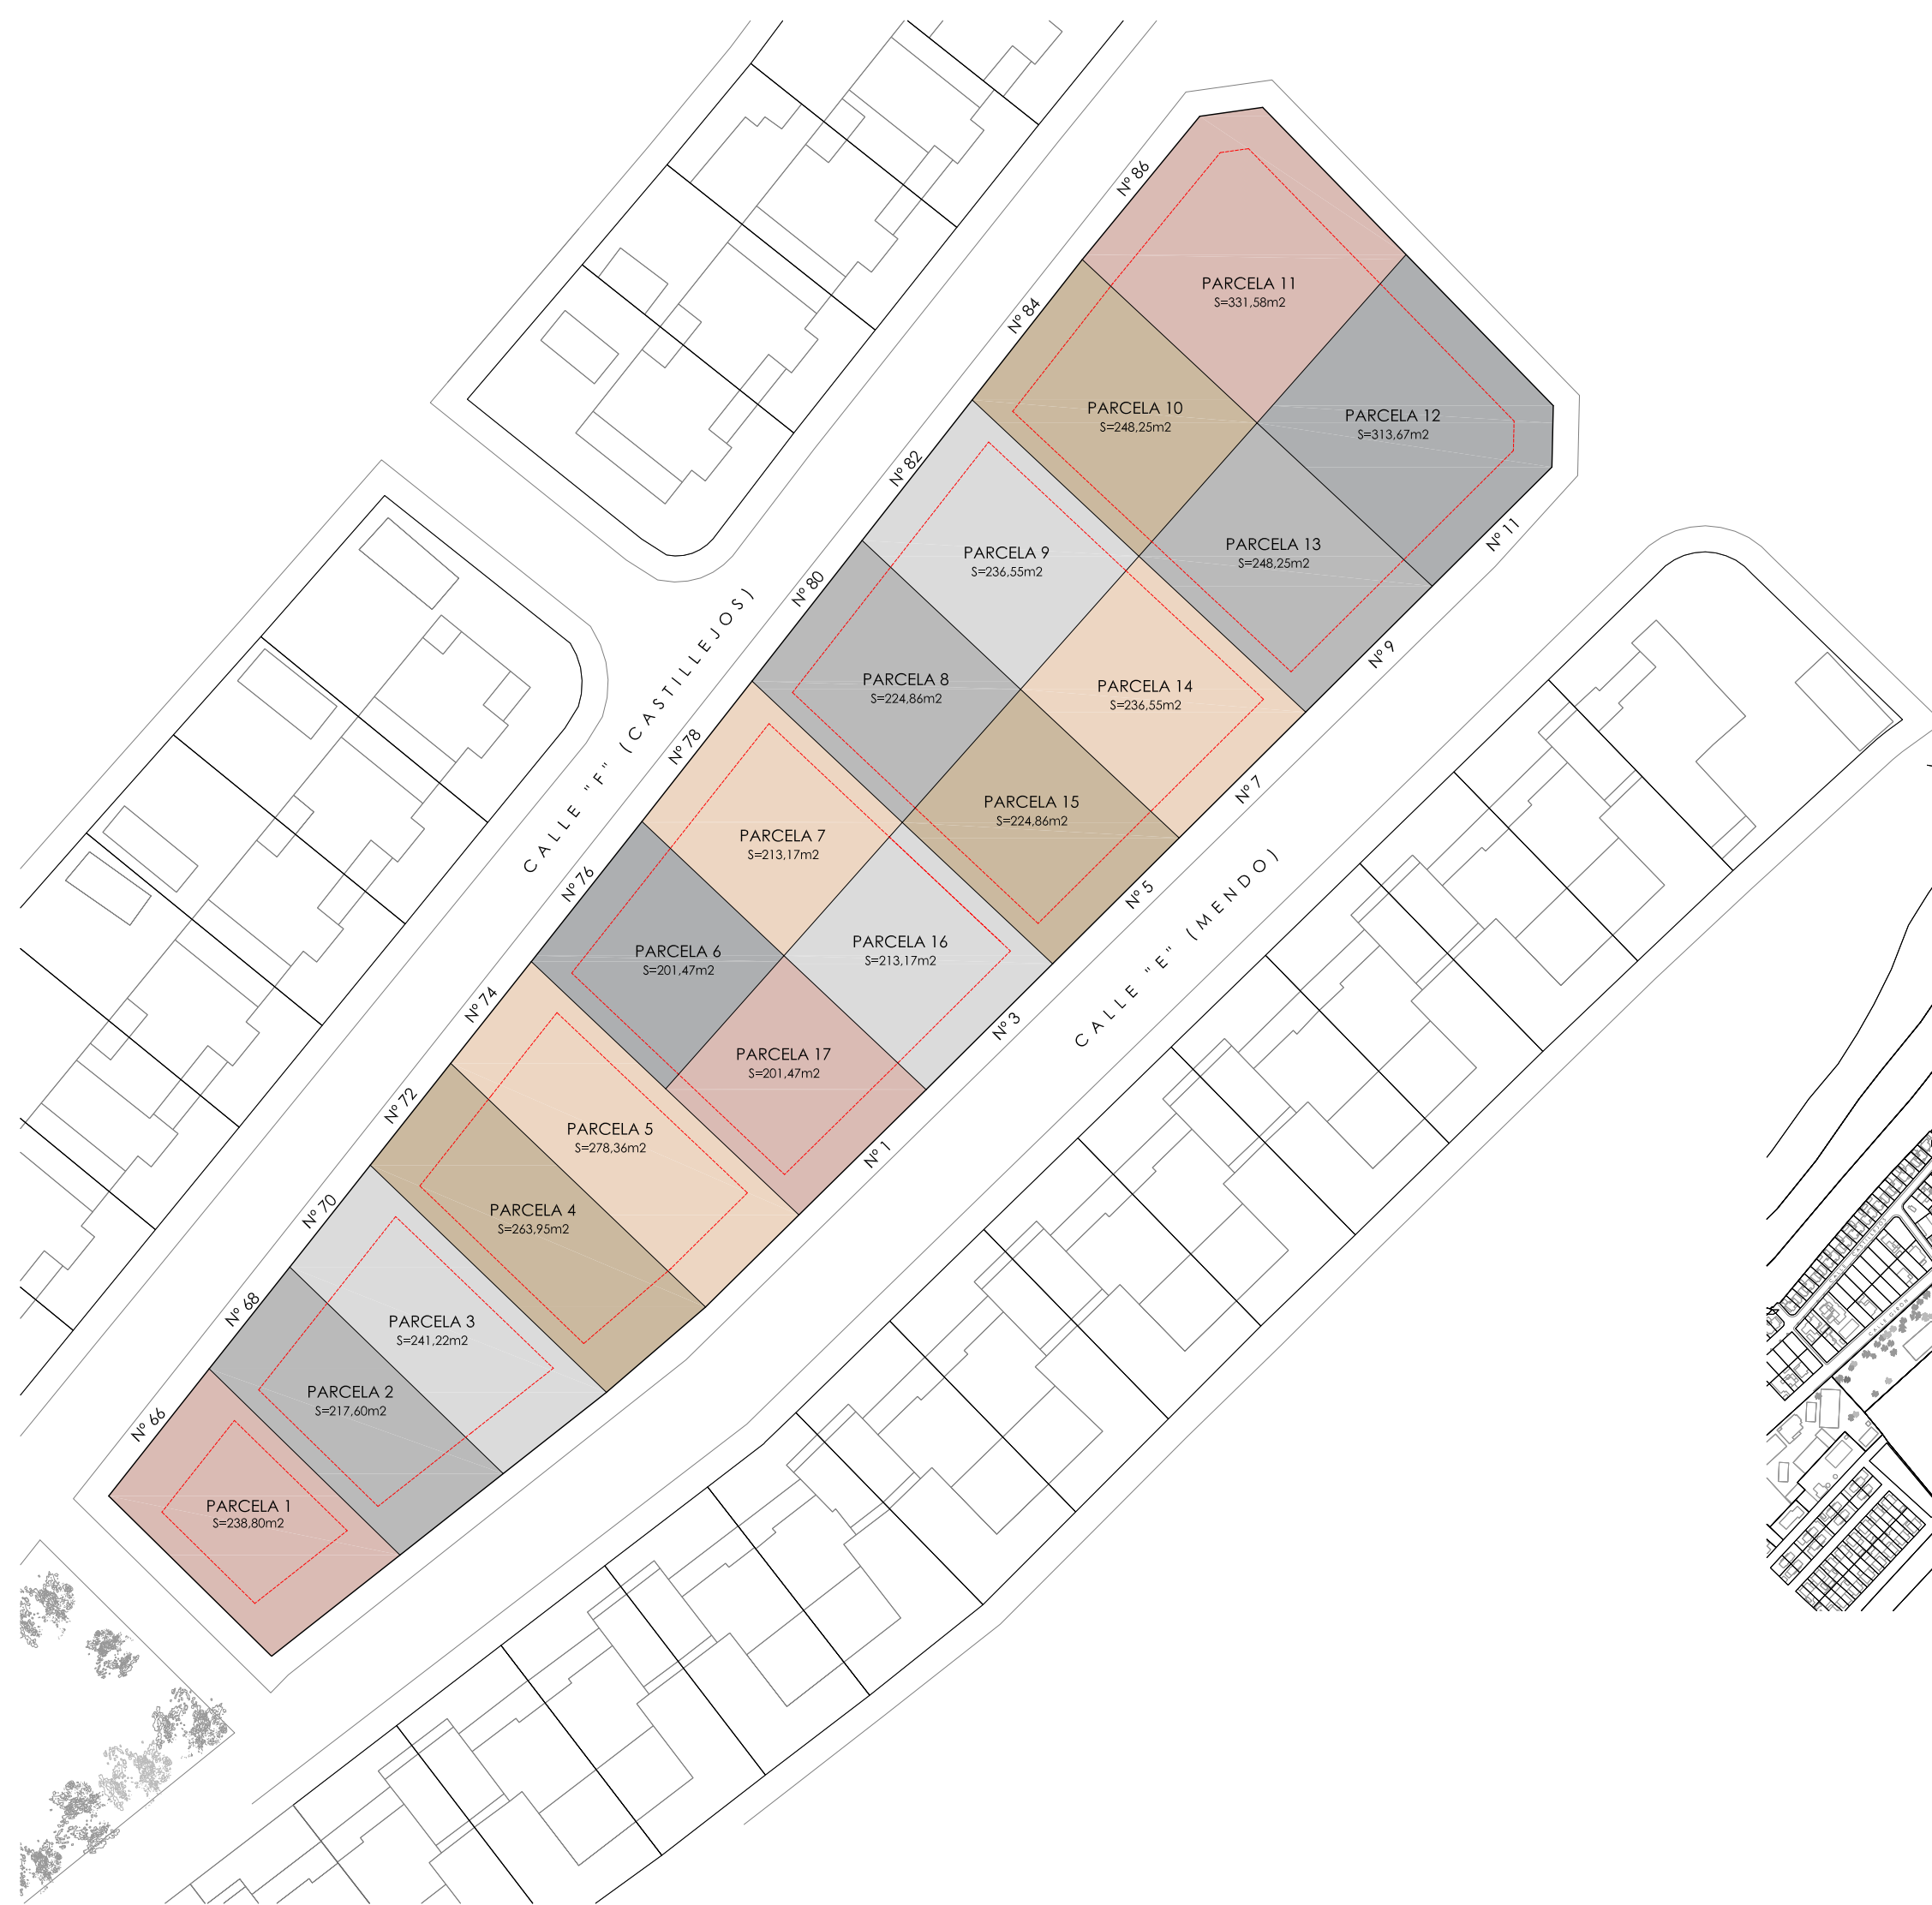 Nº 86
PARCELA 11
S=331,58m2
Nº 84
PARCELA 10
S=248,25m2
PARCELA 12
S=313,67m2
Nº 82
Nº 11
PARCELA 9
S=236,55m2
PARCELA 13
S=248,25m2
Nº 80
Nº 9
PARCELA 8
S=224,86m2
PARCELA 14
S=236,55m2
CALLE "F" (CASTILLEJOS)
Nº 78
Nº 7
PARCELA 7
S=213,17m2
PARCELA 15
S=224,86m2
Nº 76
Nº 5
PARCELA 6
S=201,47m2
PARCELA 16
S=213,17m2
CALLE "E" (MENDO)
Nº 74
Nº 3
PARCELA 17
S=201,47m2
Nº 72
PARCELA 5
S=278,36m2
Nº 1
PARCELA 4
S=263,95m2
Nº 70
PARCELA 3
S=241,22m2
Nº 68
PARCELA 2
S=217,60m2
Nº 66
PARCELA 1
S=238,80m2